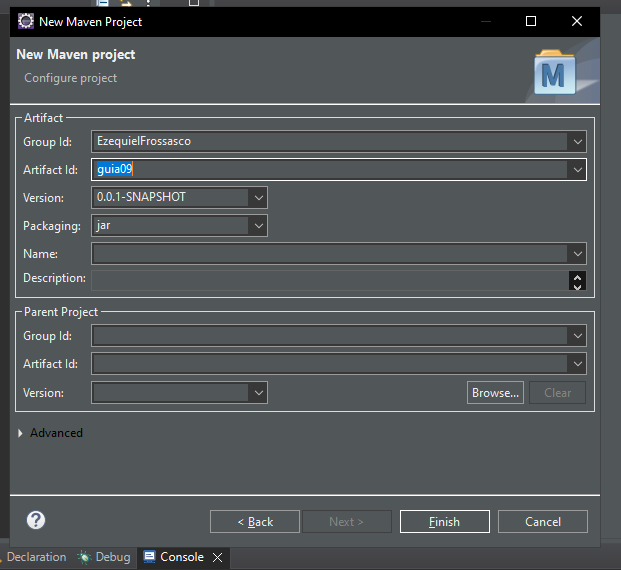 New Maven Project
New Maven project
Configure project
M
Artifact
Group Id: EzequielFrossasco
Artifact Id: guia09
Version: 0.0.1-SNAPSHOT
Packaging: jar
Name:
Description:
Parent Project
Group Id:
Artifact Id:
Version: Browse... Clear
Advanced
? < Back Next > Finish Cancel
Declaration Debug Console